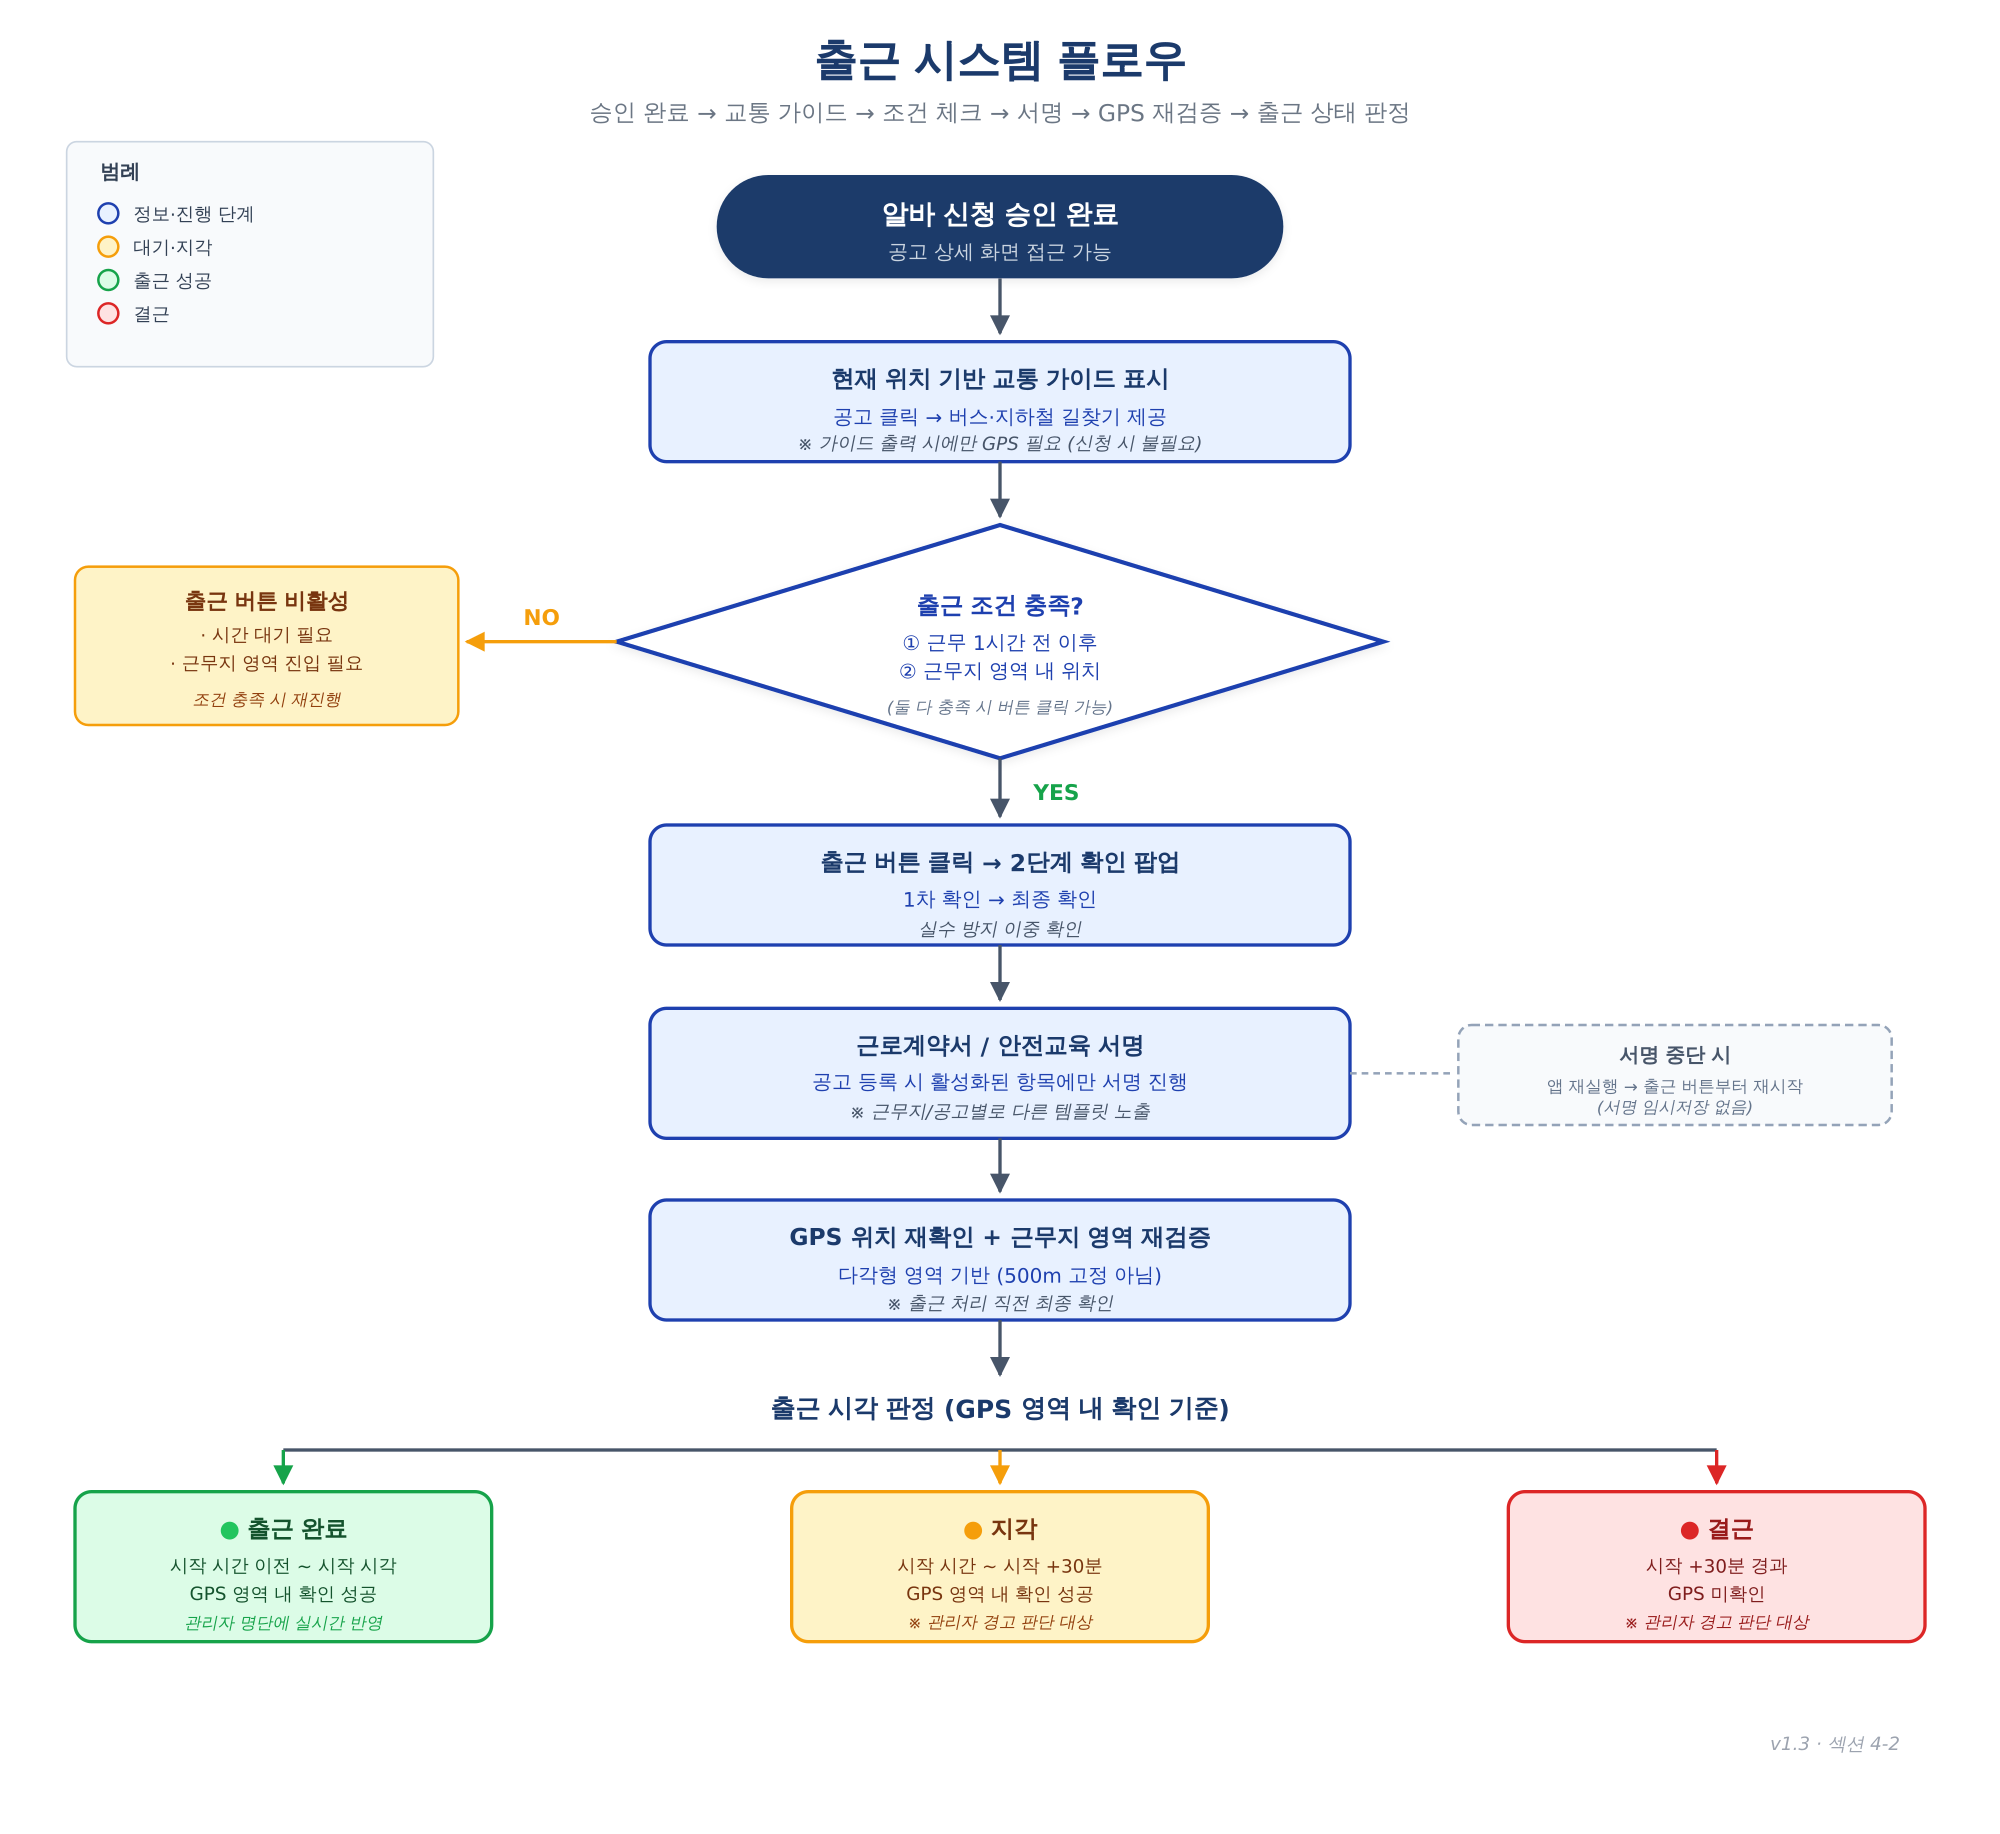 출근 시스템 플로우
승인 완료 → 교통 가이드 → 조건 체크 → 서명 → GPS 재검증 → 출근 상태 판정
범례
정보·진행 단계
대기·지각
출근 성공
결근
알바 신청 승인 완료
공고 상세 화면 접근 가능
현재 위치 기반 교통 가이드 표시
공고 클릭 → 버스·지하철 길찾기 제공
※ 가이드 출력 시에만 GPS 필요 (신청 시 불필요)
출근 조건 충족?
① 근무 1시간 전 이후
② 근무지 영역 내 위치
(둘 다 충족 시 버튼 클릭 가능)
NO
출근 버튼 비활성
· 시간 대기 필요
· 근무지 영역 진입 필요
조건 충족 시 재진행
YES
출근 버튼 클릭 → 2단계 확인 팝업
1차 확인 → 최종 확인
실수 방지 이중 확인
근로계약서 / 안전교육 서명
공고 등록 시 활성화된 항목에만 서명 진행
※ 근무지/공고별로 다른 템플릿 노출
서명 중단 시
앱 재실행 → 출근 버튼부터 재시작
(서명 임시저장 없음)
GPS 위치 재확인 + 근무지 영역 재검증
다각형 영역 기반 (500m 고정 아님)
※ 출근 처리 직전 최종 확인
출근 시각 판정 (GPS 영역 내 확인 기준)
● 출근 완료
시작 시간 이전 ~ 시작 시각
GPS 영역 내 확인 성공
관리자 명단에 실시간 반영
● 지각
시작 시간 ~ 시작 +30분
GPS 영역 내 확인 성공
※ 관리자 경고 판단 대상
● 결근
시작 +30분 경과
GPS 미확인
※ 관리자 경고 판단 대상
v1.3 · 섹션 4-2